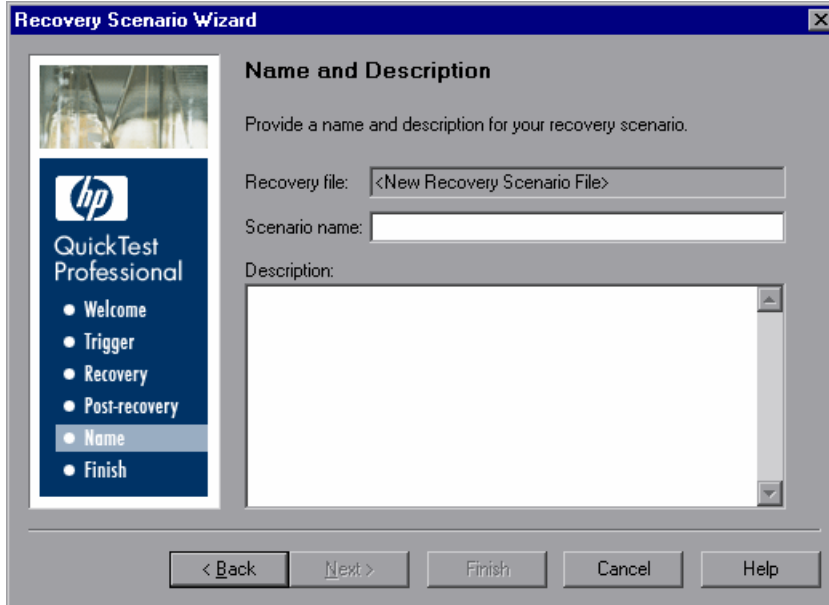 Recovery Scenario Wizard
Name and Description
Provide a name and description for your recovery scenario.
Recovery file: <New Recovery Scenario File>
Scenario name:
Description:
hp
QuickTest
Professional
Welcome
Trigger
Recovery
Post-recovery
Name
Finish
< Back Next > Finish Cancel Help